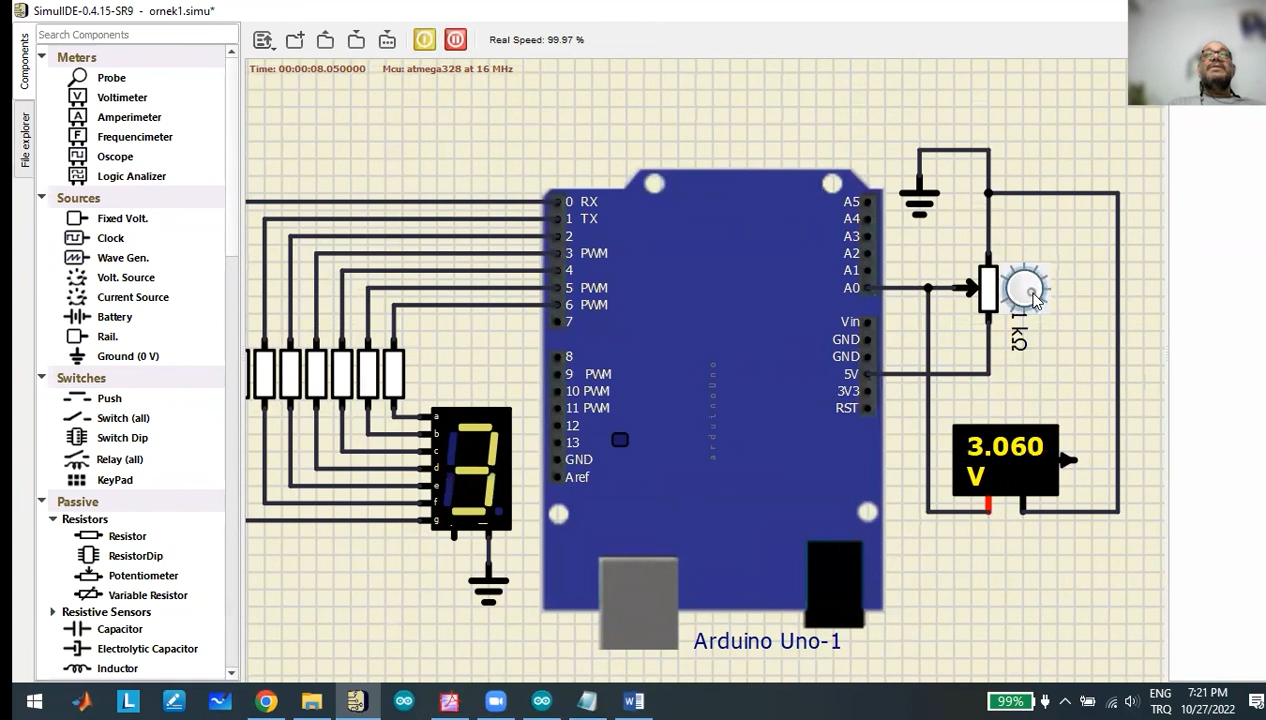 SimulIDE-0.4.15-SR9 - ornek1.simu*
Components
File explorer
Search Components
Meters
Probe
Voltimeter
Amperimeter
Frequencimeter
Oscope
Logic Analizer
Sources
Fixed Volt.
Clock
Wave Gen.
Volt. Source
Current Source
Battery
Rail.
Ground (0 V)
Switches
Push
Switch (all)
Switch Dip
Relay (all)
KeyPad
Passive
Resistors
Resistor
ResistorDip
Potentiometer
Variable Resistor
Resistive Sensors
Capacitor
Electrolytic Capacitor
Inductor
Real Speed: 99.97 %
Time: 00:00:08.050000 Mcu: atmega328 at 16 MHz
0 RX
1 TX
2
3 PWM
4
5 PWM
6 PWM
7
8
9 PWM
10 PWM
11 PWM
12
13
GND
Aref
arduinoUno
A5
A4
A3
A2
A1
A0
Vin
GND
GND
5V
3V3
RST
Arduino Uno-1
a
b
c
d
e
f
g
3
1 kΩ
3.060
V
99%
ENG
TRQ
7:21 PM
10/27/2022